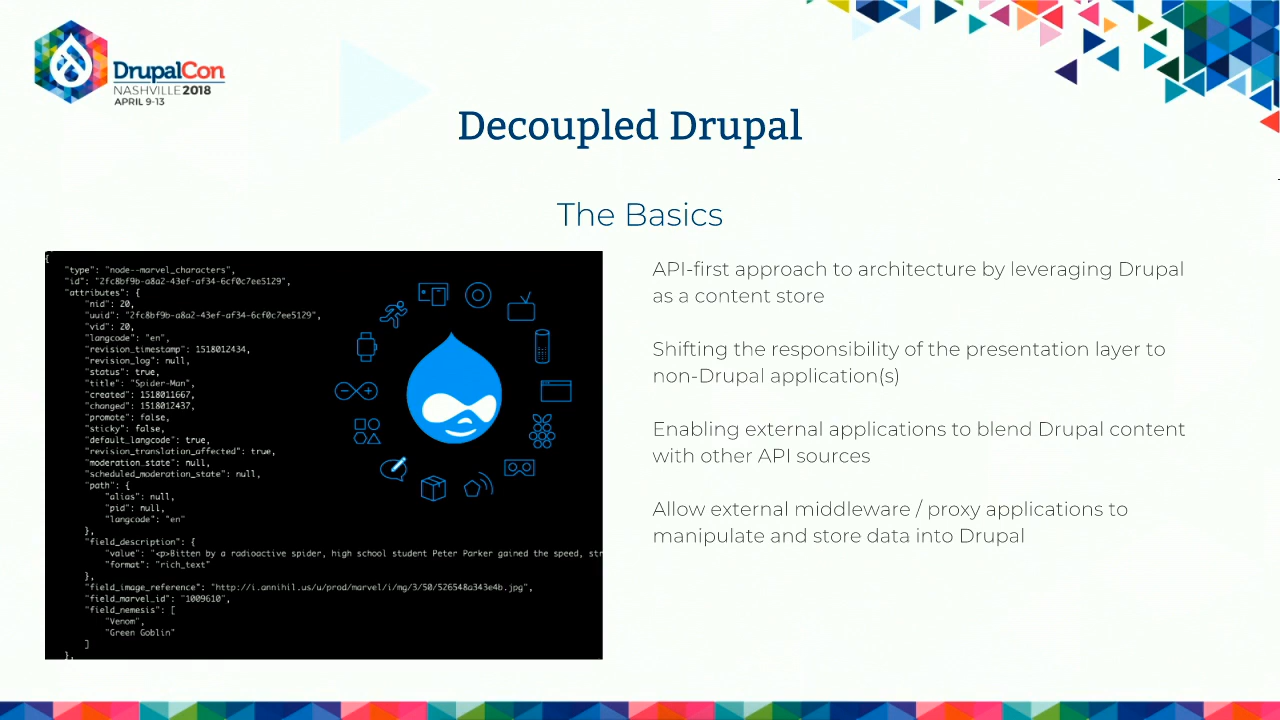 DrupalCon
NASHVILLE 2018
APRIL 9-13
Decoupled Drupal
The Basics
{
"type": "node--marvel_characters",
"id": "2fc8bf9b-a8a2-43ef-af34-6cf0c7ee5129",
"attributes": {
"nid": 20,
"uuid": "2fc8bf9b-a8a2-43ef-af34-6cf0c7ee5129",
"vid": 20,
"langcode": "en",
"revision_timestamp": 1518012434,
"revision_log": null,
"status": true,
"title": "Spider-Man",
"created": 1518011667,
"changed": 1518012437,
"promote": false,
"sticky": false,
"default_langcode": true,
"revision_translation_affected": true,
"moderation_state": null,
"scheduled_moderation_state": null,
"path": {
"alias": null,
"pid": null,
"langcode": "en"
},
"field_description": {
"value": "<p>Bitten by a radioactive spider, high school student Peter Parker gained the speed, str
"format": "rich_text"
},
"field_image_reference": "http://i.annihil.us/u/prod/marvel/i/mg/3/50/526548a343e4b.jpg",
"field_marvel_id": "1009610",
"field_nemesis": [
"Venom",
"Green Goblin"
]
},
API-first approach to architecture by leveraging Drupal
as a content store
Shifting the responsibility of the presentation layer to
non-Drupal application(s)
Enabling external applications to blend Drupal content
with other API sources
Allow external middleware / proxy applications to
manipulate and store data into Drupal